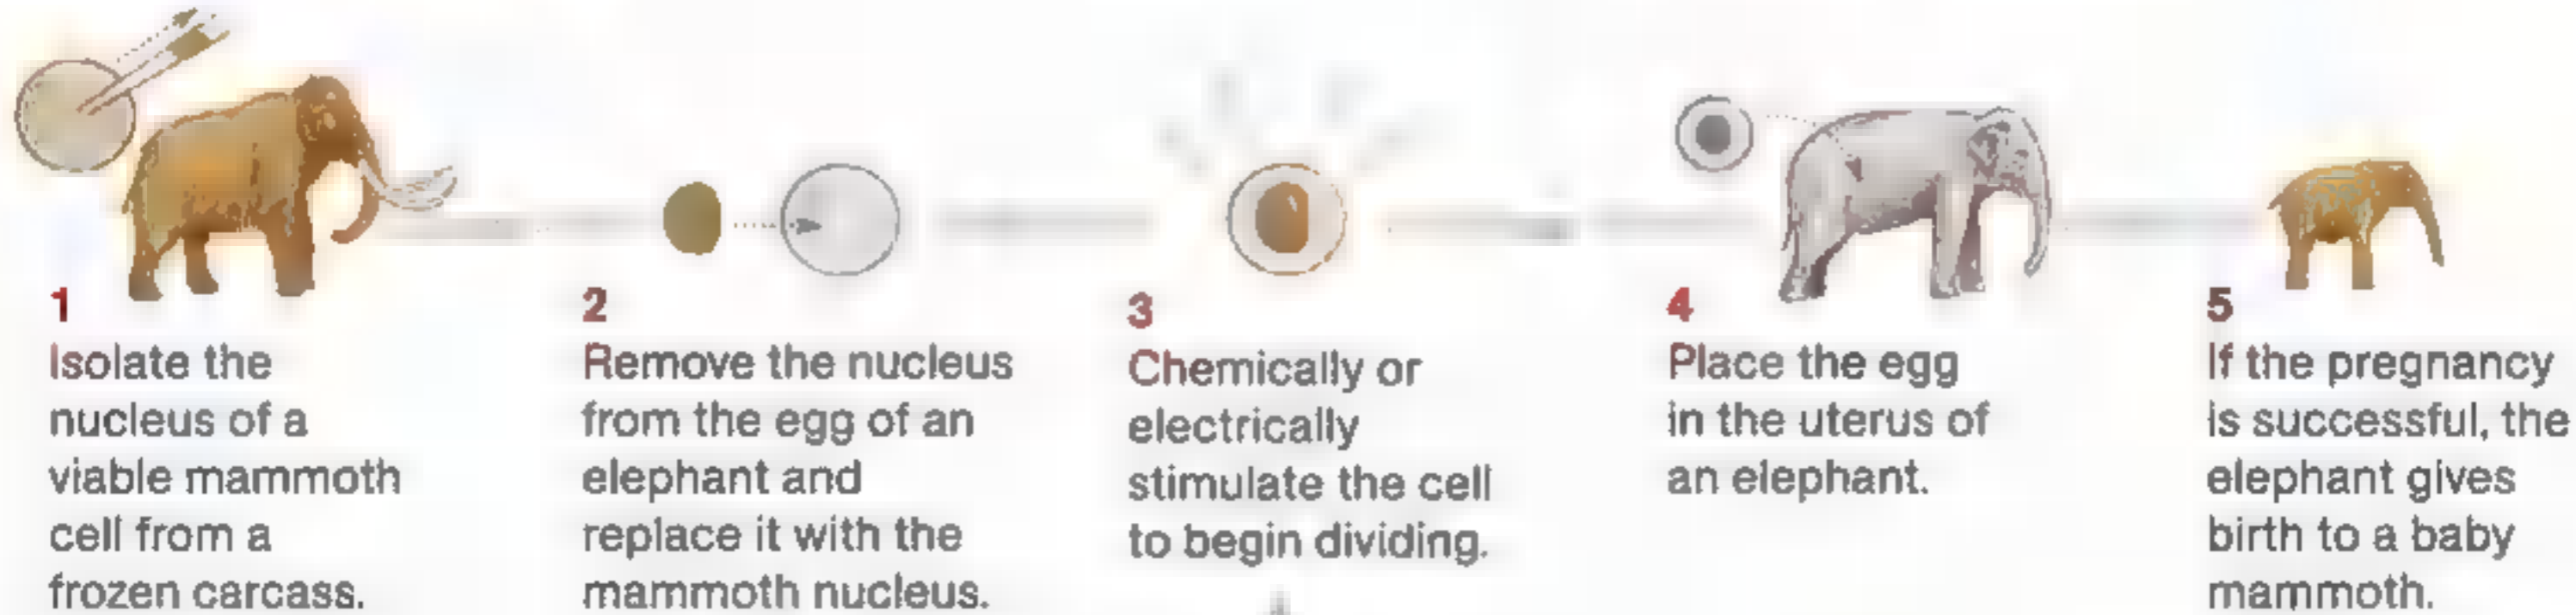 1
Isolate the
nucleus of a
viable mammoth
cell from a
frozen carcass.
2
Remove the nucleus
from the egg of an
elephant and
replace it with the
mammoth nucleus.
3
Chemically or
electrically
stimulate the cell
to begin dividing.
4
Place the egg
in the uterus of
an elephant.
5
If the pregnancy
is successful, the
elephant gives
birth to a baby
mammoth.